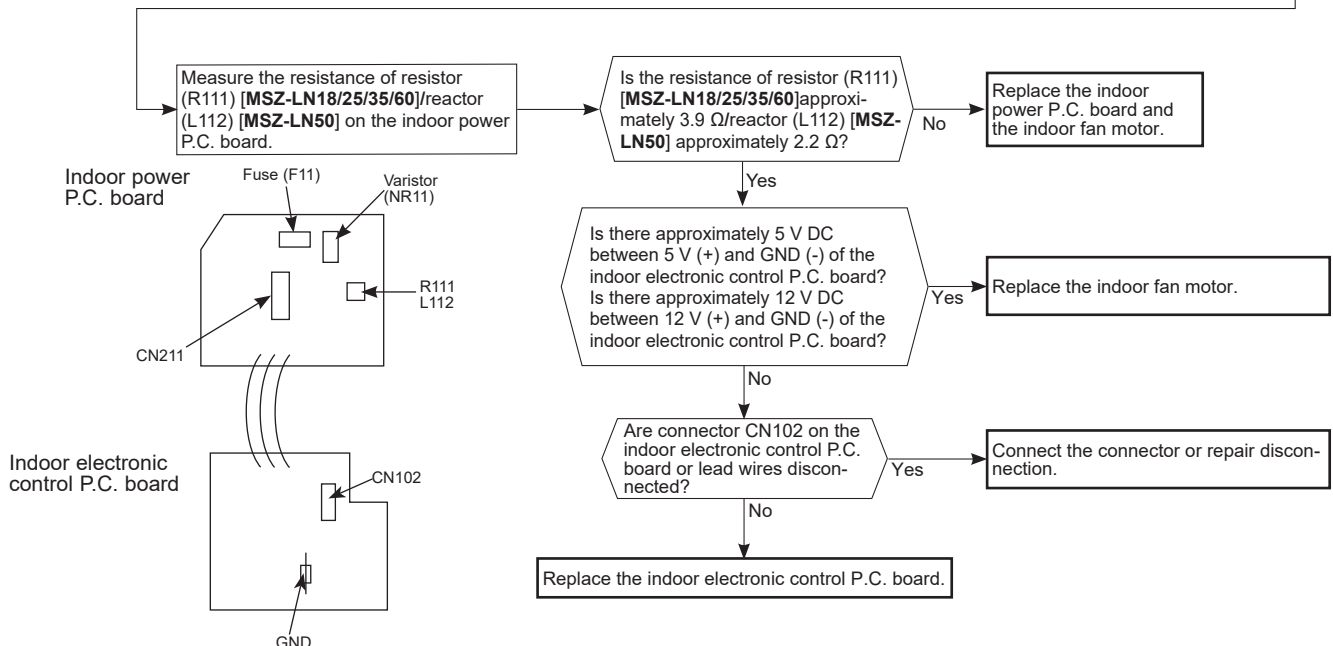 Measure the resistance of resistor
(R111) [MSZ-LN18/25/35/60]/reactor
(L112) [MSZ-LN50] on the indoor power
P.C. board.
Is the resistance of resistor (R111)
[MSZ-LN18/25/35/60]approxi-
mately 3.9 Ω/reactor (L112) [MSZ-
LN50] approximately 2.2 Ω?
No
Replace the indoor
power P.C. board and
the indoor fan motor.
Yes
Indoor power
P.C. board
Fuse (F11)
Varistor
(NR11)
R111
L112
CN211
Is there approximately 5 V DC
between 5 V (+) and GND (-) of the
indoor electronic control P.C. board?
Is there approximately 12 V DC
between 12 V (+) and GND (-) of the
indoor electronic control P.C. board?
Yes
Replace the indoor fan motor.
No
Indoor electronic
control P.C. board
CN102
GND
Are connector CN102 on the
indoor electronic control P.C.
board or lead wires discon-
nected?
Yes
Connect the connector or repair discon-
nection.
No
Replace the indoor electronic control P.C. board.